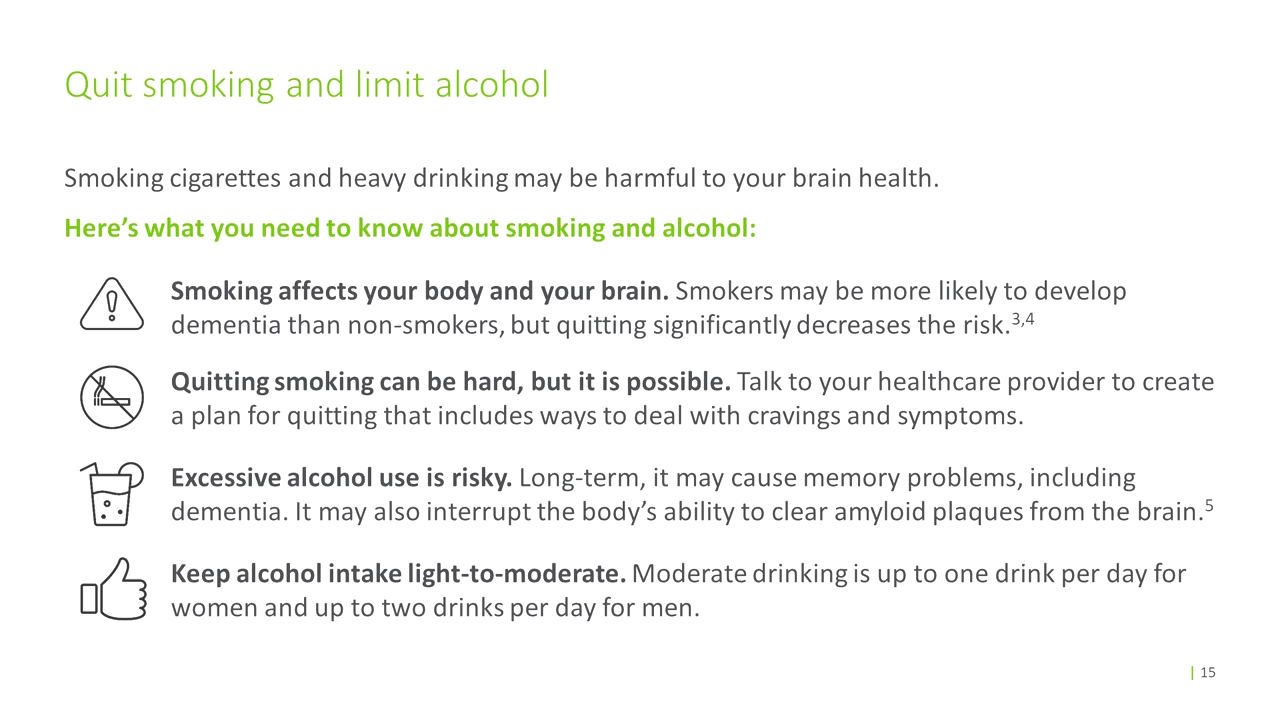 Quit smoking and limit alcohol
Smoking cigarettes and heavy drinking may be harmful to your brain health.
Here’s what you need to know about smoking and alcohol:
Smoking affects your body and your brain. Smokers may be more likely to develop
dementia than non-smokers, but quitting significantly decreases the risk.3,4
Quitting smoking can be hard, but it is possible. Talk to your healthcare provider to create
a plan for quitting that includes ways to deal with cravings and symptoms.
Excessive alcohol use is risky. Long-term, it may cause memory problems, including
dementia. It may also interrupt the body’s ability to clear amyloid plaques from the brain.5
Keep alcohol intake light-to-moderate. Moderate drinking is up to one drink per day for
women and up to two drinks per day for men.
| 15